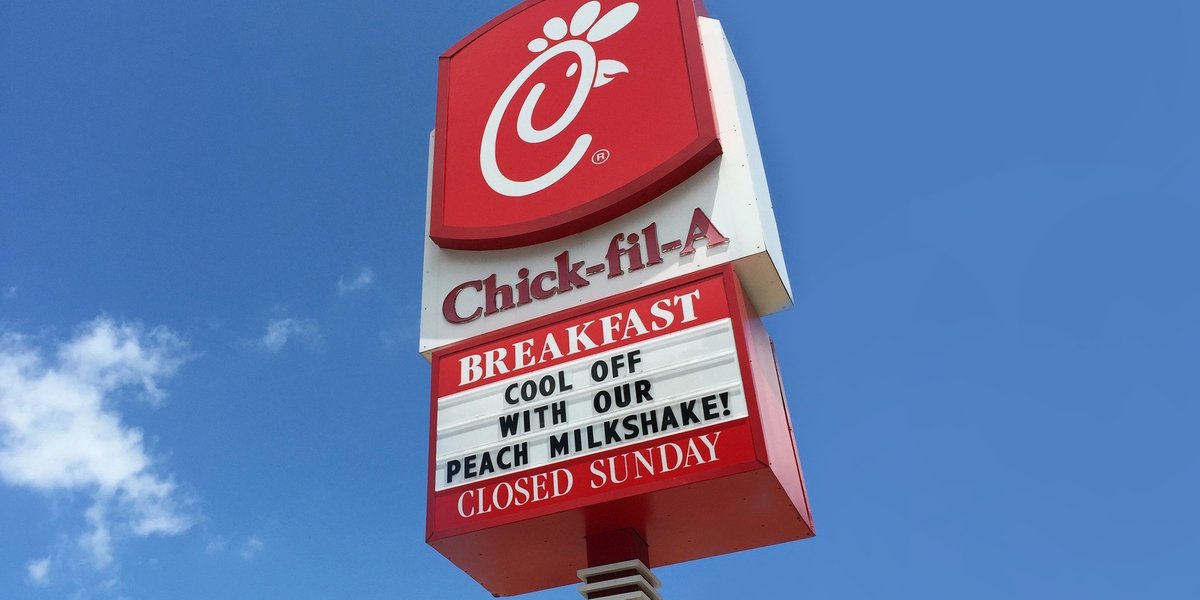 ®
Chick-fil-A
BREAKFAST
COOL OFF
WITH OUR
PEACH MILKSHAKE!
CLOSED SUNDAY